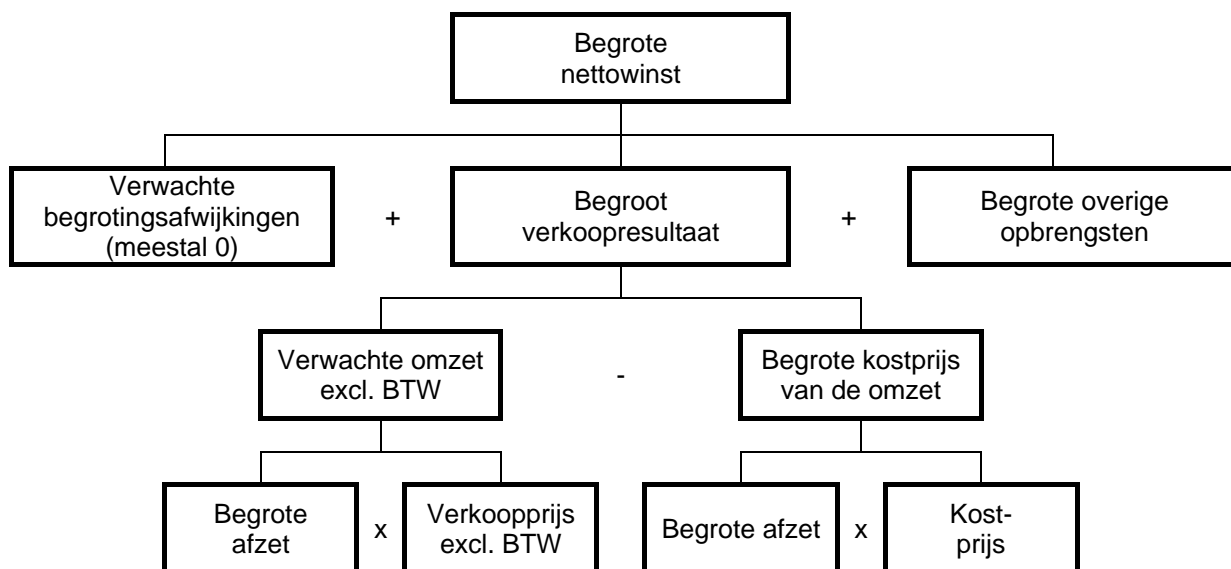 Begrote
nettowinst
Verwachte
begrotingsafwijkingen
(meestal 0)
+
Begroot
verkoopresultaat
+
Begrote overige
opbrengsten
Verwachte omzet
excl. BTW
-
Begrote kostprijs
van de omzet
Begrote
afzet
x
Verkoopprijs
excl. BTW
Begrote afzet
x
Kost-
prijs